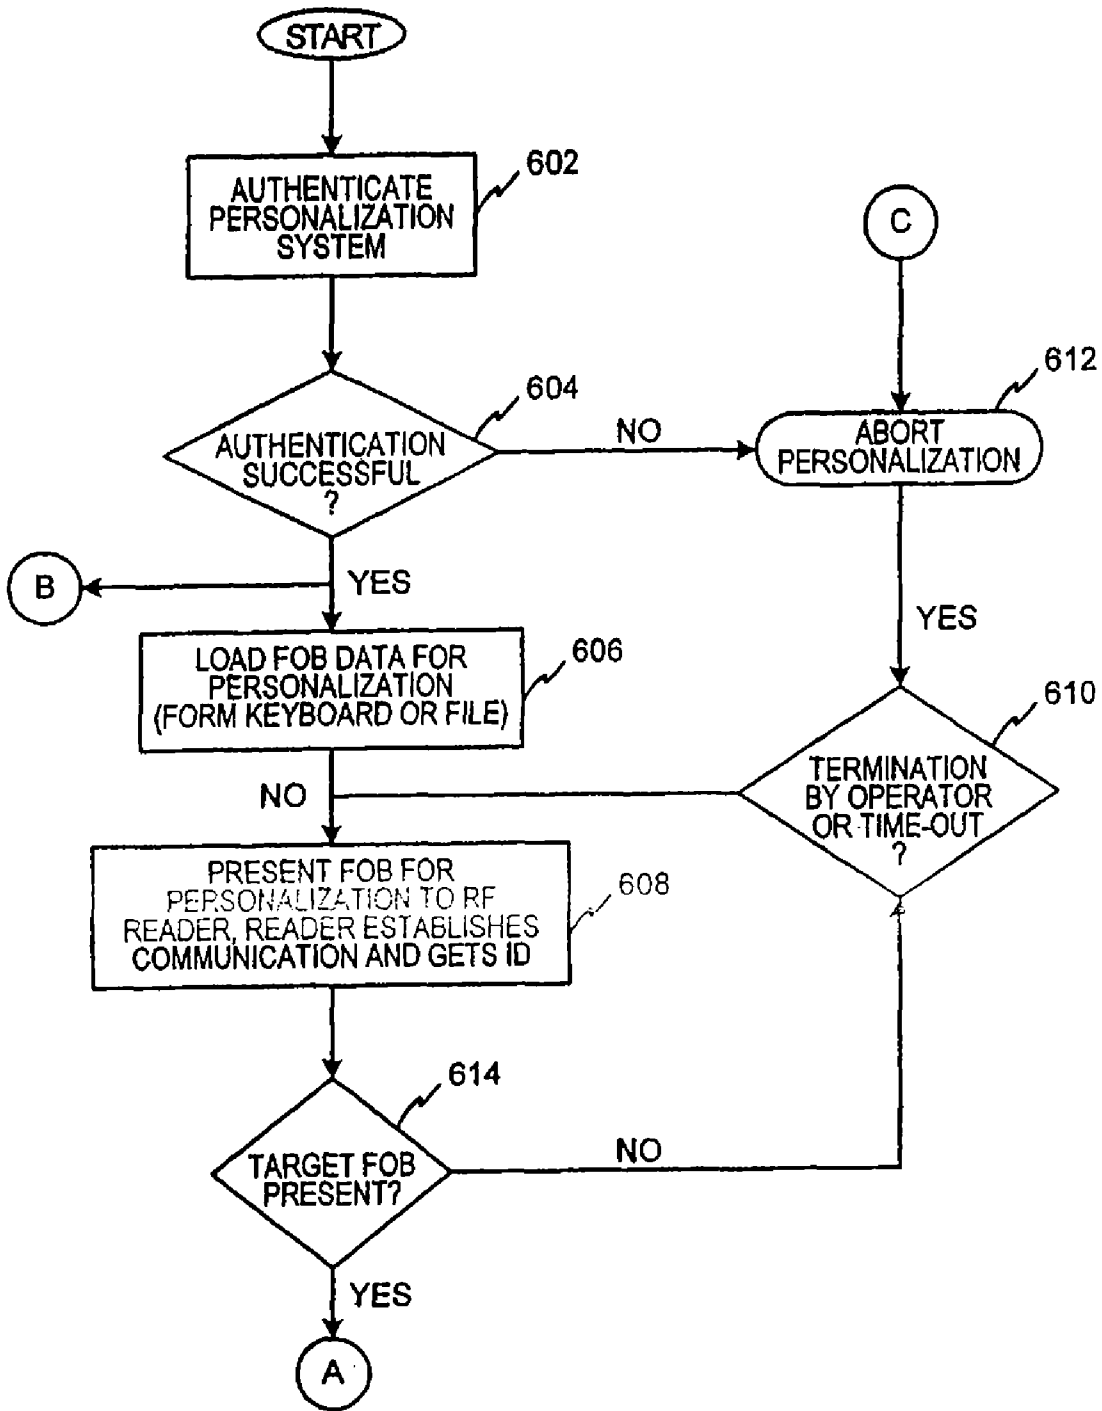 START
602
AUTHENTICATE
PERSONALIZATION
SYSTEM
C
604
AUTHENTICATION
SUCCESSFUL
?
NO
612
ABORT
PERSONALIZATION
B
YES
YES
606
LOAD FOB DATA FOR
PERSONALIZATION
(FORM KEYBOARD OR FILE)
610
TERMINATION
BY OPERATOR
OR TIME-OUT
?
NO
608
PRESENT FOB FOR
PERSONALIZATION TO RF
READER, READER ESTABLISHES
COMMUNICATION AND GETS ID
614
TARGET FOB
PRESENT?
NO
YES
A